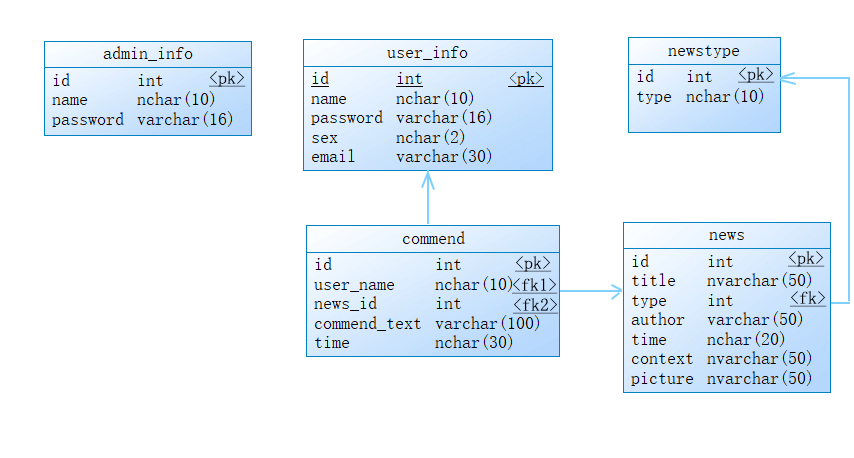 admin_info
id int <pk>
name nchar(10)
password varchar(16)
user_info
id int <pk>
name nchar(10)
password varchar(16)
sex nchar(2)
email varchar(30)
newstype
id int <pk>
type nchar(10)
commend
id int <pk>
user_name nchar(10) <fk1>
news_id int <fk2>
commend_text varchar(100)
time nchar(30)
news
id int <pk>
title nvarchar(50)
type int <fk>
author varchar(50)
time nchar(20)
context nvarchar(50)
picture nvarchar(50)